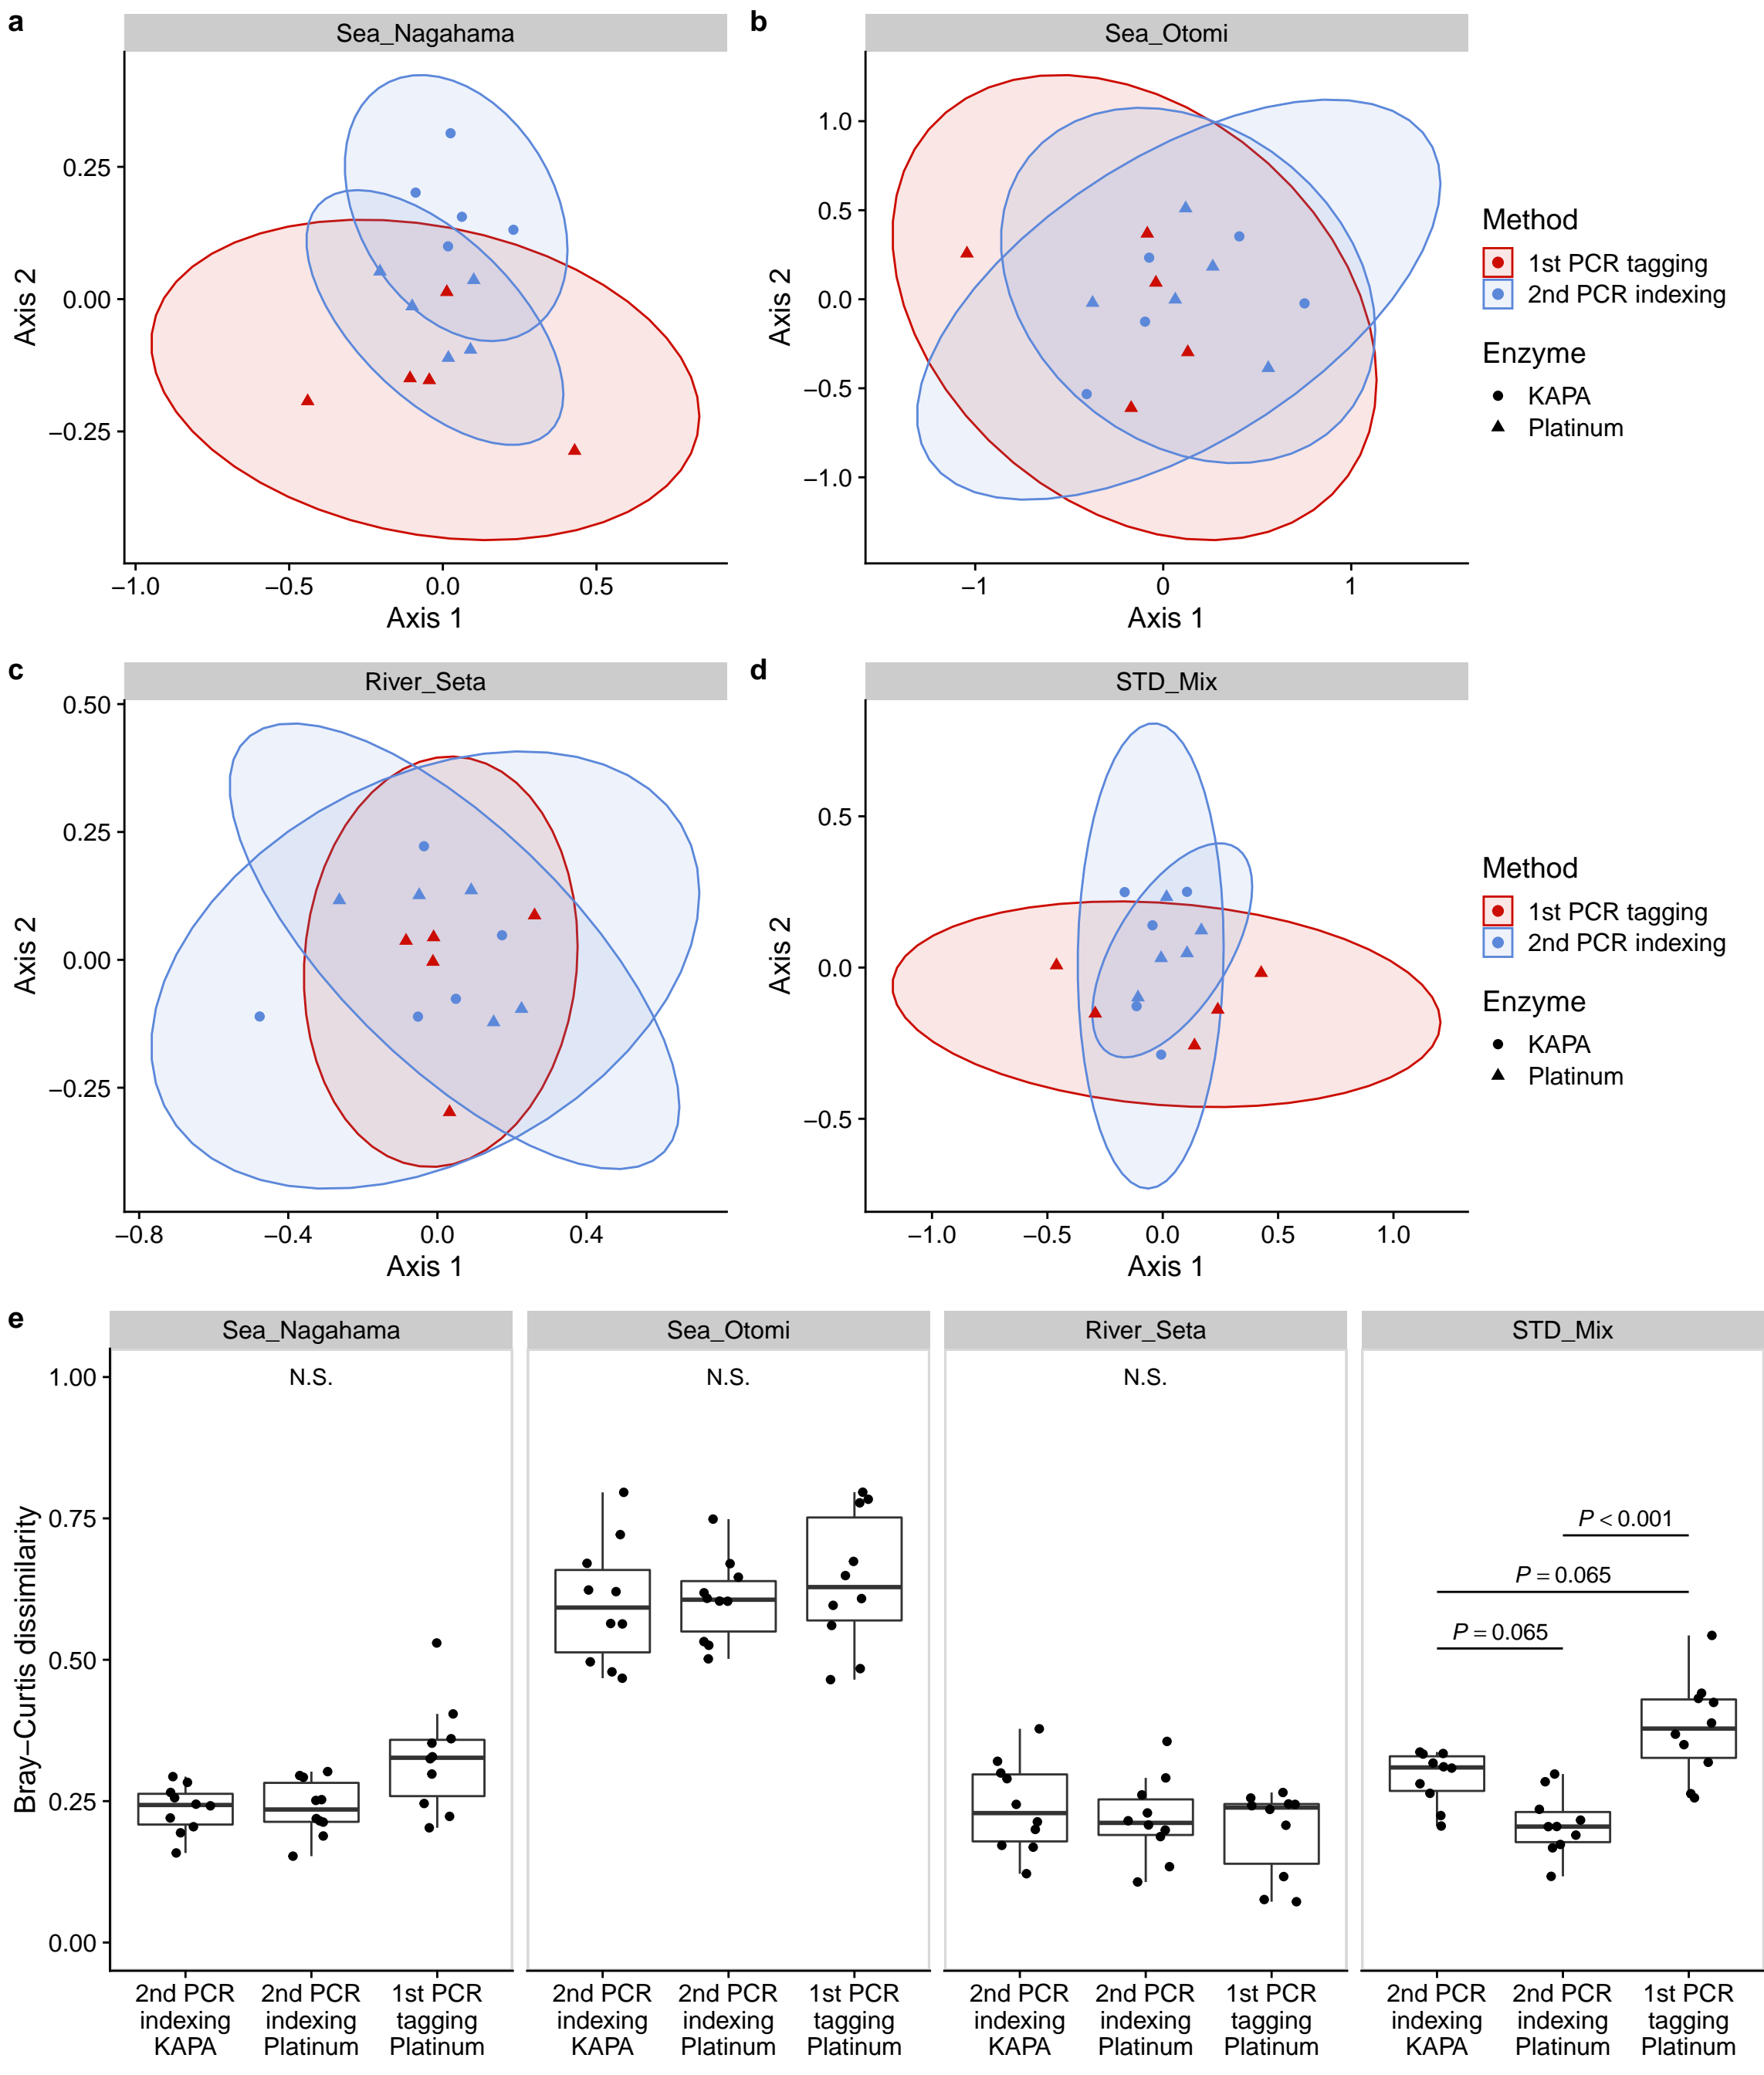 a
Sea_Nagahama
Axis 2
0.25
0.00
−0.25
−1.0 −0.5 0.0 0.5
Axis 1
b
Sea_Otomi
Axis 2
1.0
0.5
0.0
−0.5
−1.0
−1 0 1
Axis 1
Method
1st PCR tagging
2nd PCR indexing
Enzyme
KAPA
Platinum
c
River_Seta
Axis 2
0.50
0.25
0.00
−0.25
−0.8 −0.4 0.0 0.4
Axis 1
d
STD_Mix
Axis 2
0.5
0.0
−0.5
−1.0 −0.5 0.0 0.5 1.0
Axis 1
Method
1st PCR tagging
2nd PCR indexing
Enzyme
KAPA
Platinum
e
Bray−Curtis dissimilarity
1.00
0.75
0.50
0.25
0.00
Sea_Nagahama
N.S.
2nd PCR indexing KAPA
2nd PCR indexing Platinum
1st PCR tagging Platinum
Sea_Otomi
N.S.
2nd PCR indexing KAPA
2nd PCR indexing Platinum
1st PCR tagging Platinum
River_Seta
N.S.
2nd PCR indexing KAPA
2nd PCR indexing Platinum
1st PCR tagging Platinum
STD_Mix
P < 0.001
P = 0.065
P = 0.065
2nd PCR indexing KAPA
2nd PCR indexing Platinum
1st PCR tagging Platinum